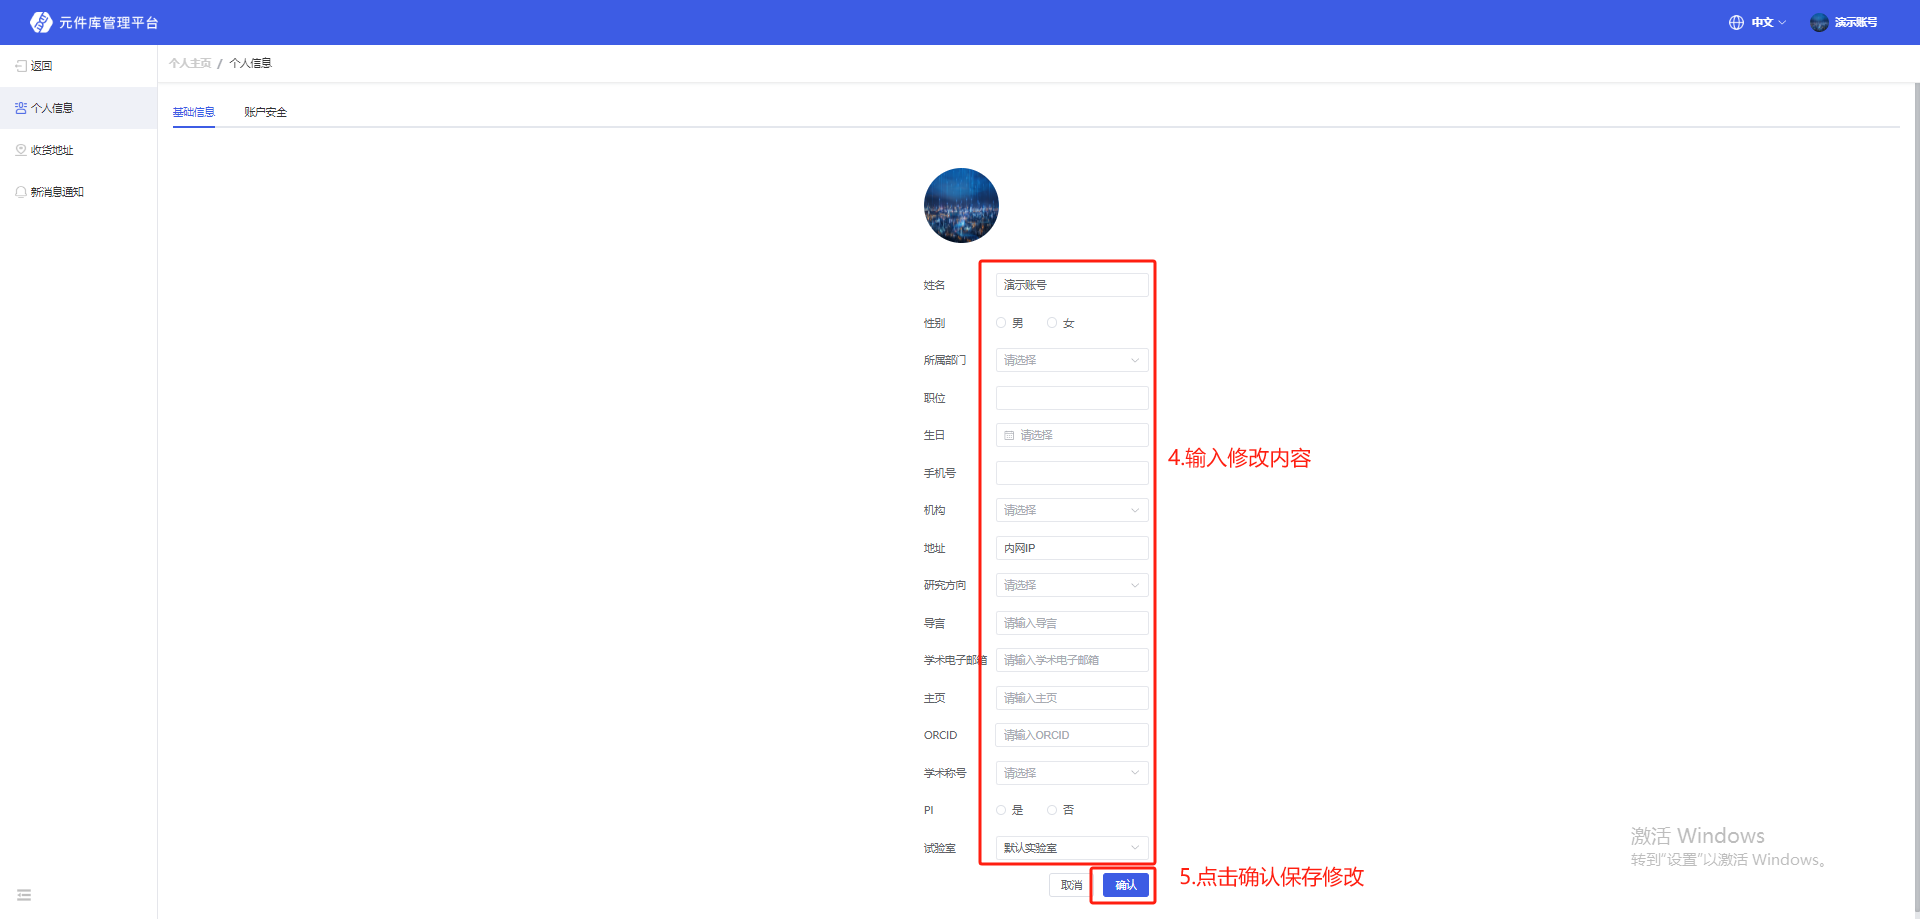 元件库管理平台
中文
演示账号
返回
个人信息
收货地址
新消息通知
个人主页 / 个人信息
基础信息 账户安全
姓名 演示账号
性别 男 女
所属部门 请选择
职位
生日 请选择
手机号
机构 请选择
地址 内网IP
研究方向 请选择
导言 请输入导言
学术电子邮箱 请输入学术电子邮箱
主页 请输入主页
ORCID 请输入ORCID
学术称号 请选择
PI 是 否
试验室 默认实验室
取消 确认
4.输入修改内容
5.点击确认保存修改
激活 Windows
转到“设置”以激活 Windows。